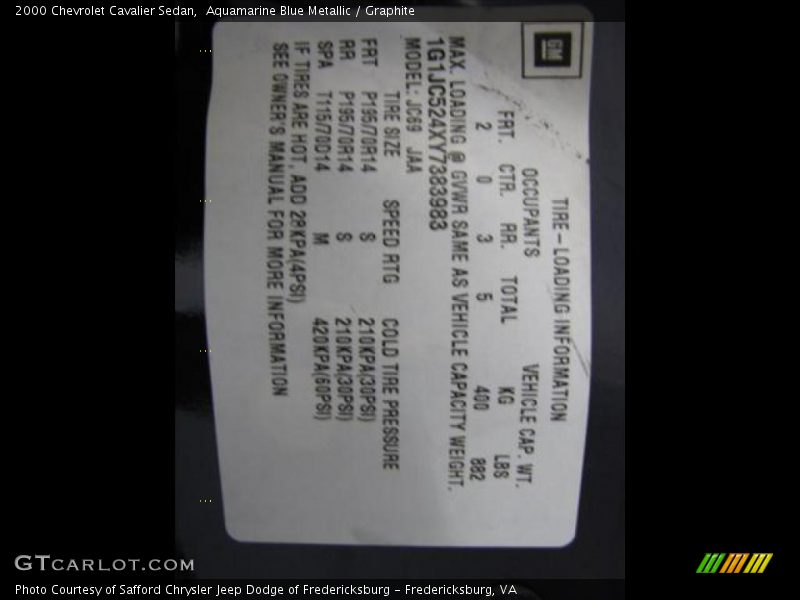 2000 Chevrolet Cavalier Sedan, Aquamarine Blue Metallic / Graphite
GM
TIRE-LOADING INFORMATION
OCCUPANTS VEHICLE CAP. WT.
FRT. CTR. RR. TOTAL KG LBS
2 0 3 5 400 882
MAX. LOADING @ GVWR SAME AS VEHICLE CAPACITY WEIGHT.
1G1JC524XY7383983
MODEL: JC69 JAA
TIRE SIZE SPEED RTG COLD TIRE PRESSURE
FRT P195/70R14 S 210KPA(30PSI)
RR P195/70R14 S 210KPA(30PSI)
SPA T115/70D14 M 420KPA(60PSI)
IF TIRES ARE HOT, ADD 28KPA(4PSI)
SEE OWNER'S MANUAL FOR MORE INFORMATION
GTCARLOT.COM
Photo Courtesy of Safford Chrysler Jeep Dodge of Fredericksburg - Fredericksburg, VA